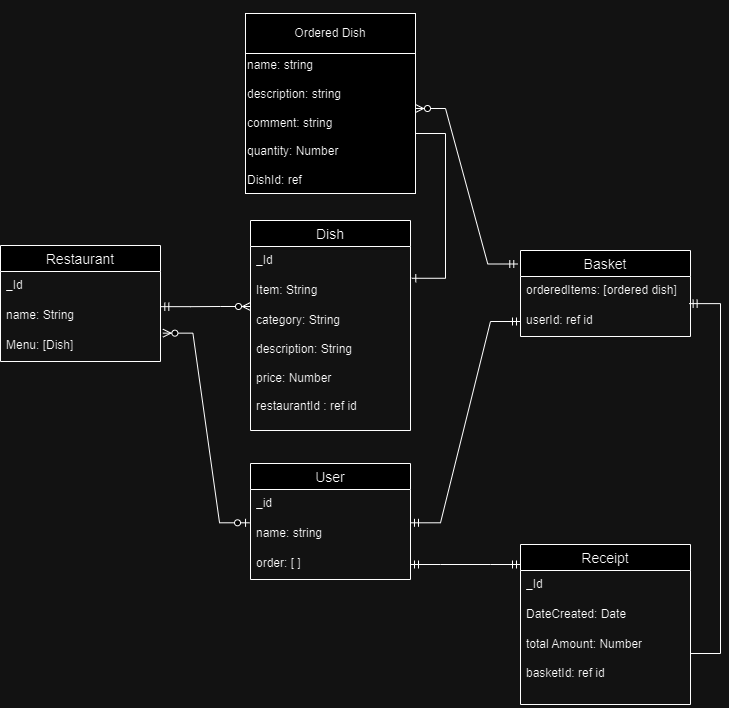 Ordered Dish
name: string
description: string
comment: string
quantity: Number
DishId: ref
Dish
_Id
Item: String
category: String
description: String
price: Number
restaurantId : ref id
Restaurant
_Id
name: String
Menu: [Dish]
Basket
orderedItems: [ordered dish]
userId: ref id
User
_id
name: string
order: [ ]
Receipt
_Id
DateCreated: Date
total Amount: Number
basketId: ref id